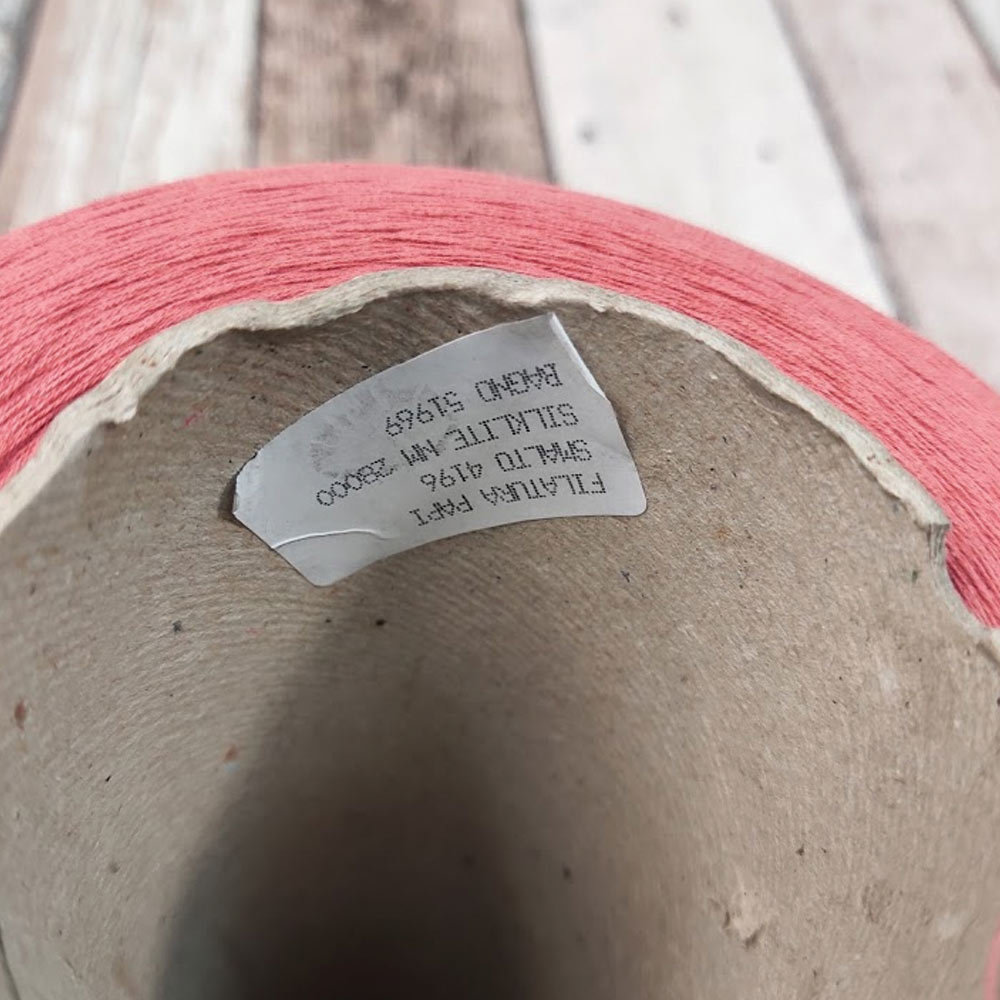 FILATURA PAPI
SMALTO 4196
SILKLITE NM 28000
BAGNO 51969